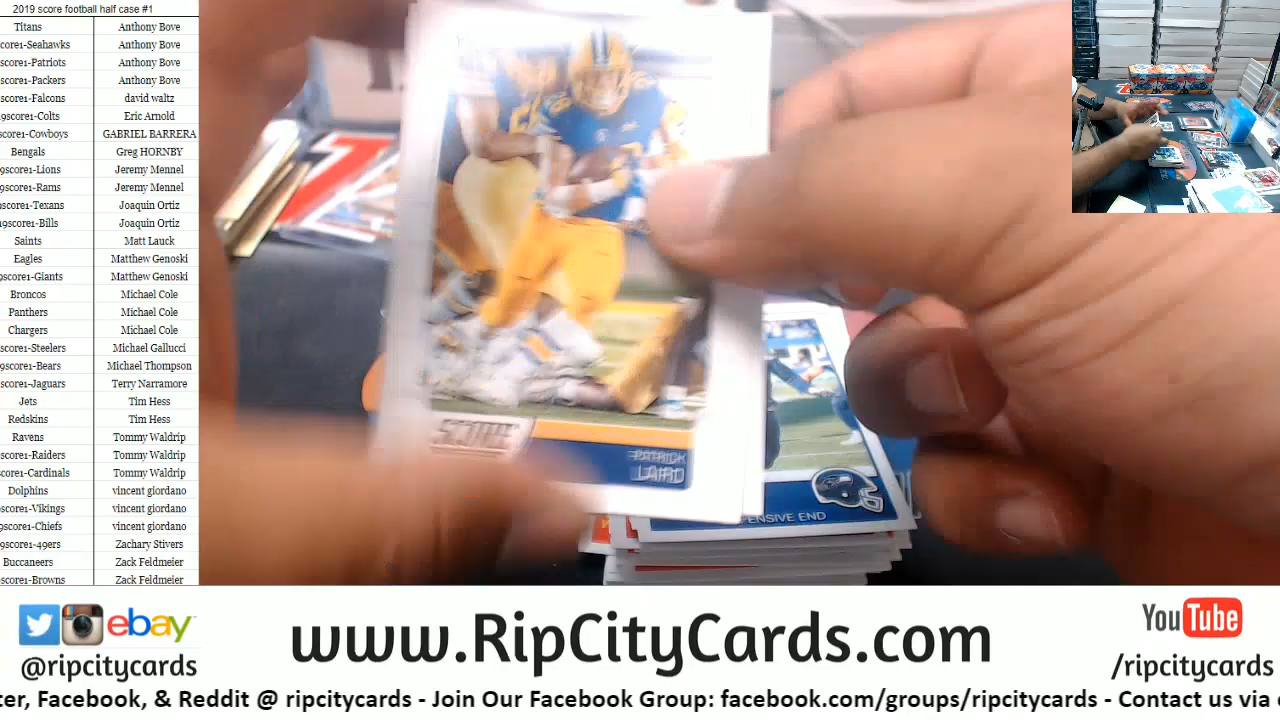 2019 score football half case #1
Titans Anthony Bove
core1-Seahawks Anthony Bove
score1-Patriots Anthony Bove
score1-Packers Anthony Bove
score1-Falcons david waltz
19score1-Colts Eric Arnold
score1-Cowboys GABRIEL BARRERA
Bengals Greg HORNBY
9score1-Lions Jeremy Mennel
9score1-Rams Jeremy Mennel
score1-Texans Joaquin Ortiz
19score1-Bills Joaquin Ortiz
Saints Matt Lauck
Eagles Matthew Genoski
9score1-Giants Matthew Genoski
Broncos Michael Cole
Panthers Michael Cole
Chargers Michael Cole
score1-Steelers Michael Gallucci
9score1-Bears Michael Thompson
score1-Jaguars Terry Narramore
Jets Tim Hess
Redskins Tim Hess
Ravens Tommy Waldrip
score1-Raiders Tommy Waldrip
score1-Cardinals Tommy Waldrip
Dolphins vincent giordano
score1-Vikings vincent giordano
score1-Chiefs vincent giordano
9score1-49ers Zachary Stivers
Buccaneers Zack Feldmeier
score1-Browns Zack Feldmeier
SCORE
PATRICK
LAIRD
ENSIVE END
ebay
@ripcitycards
www.RipCityCards.com
YouTube
/ripcitycards
ter, Facebook, & Reddit @ ripcitycards - Join Our Facebook Group: facebook.com/groups/ripcitycards - Contact us via